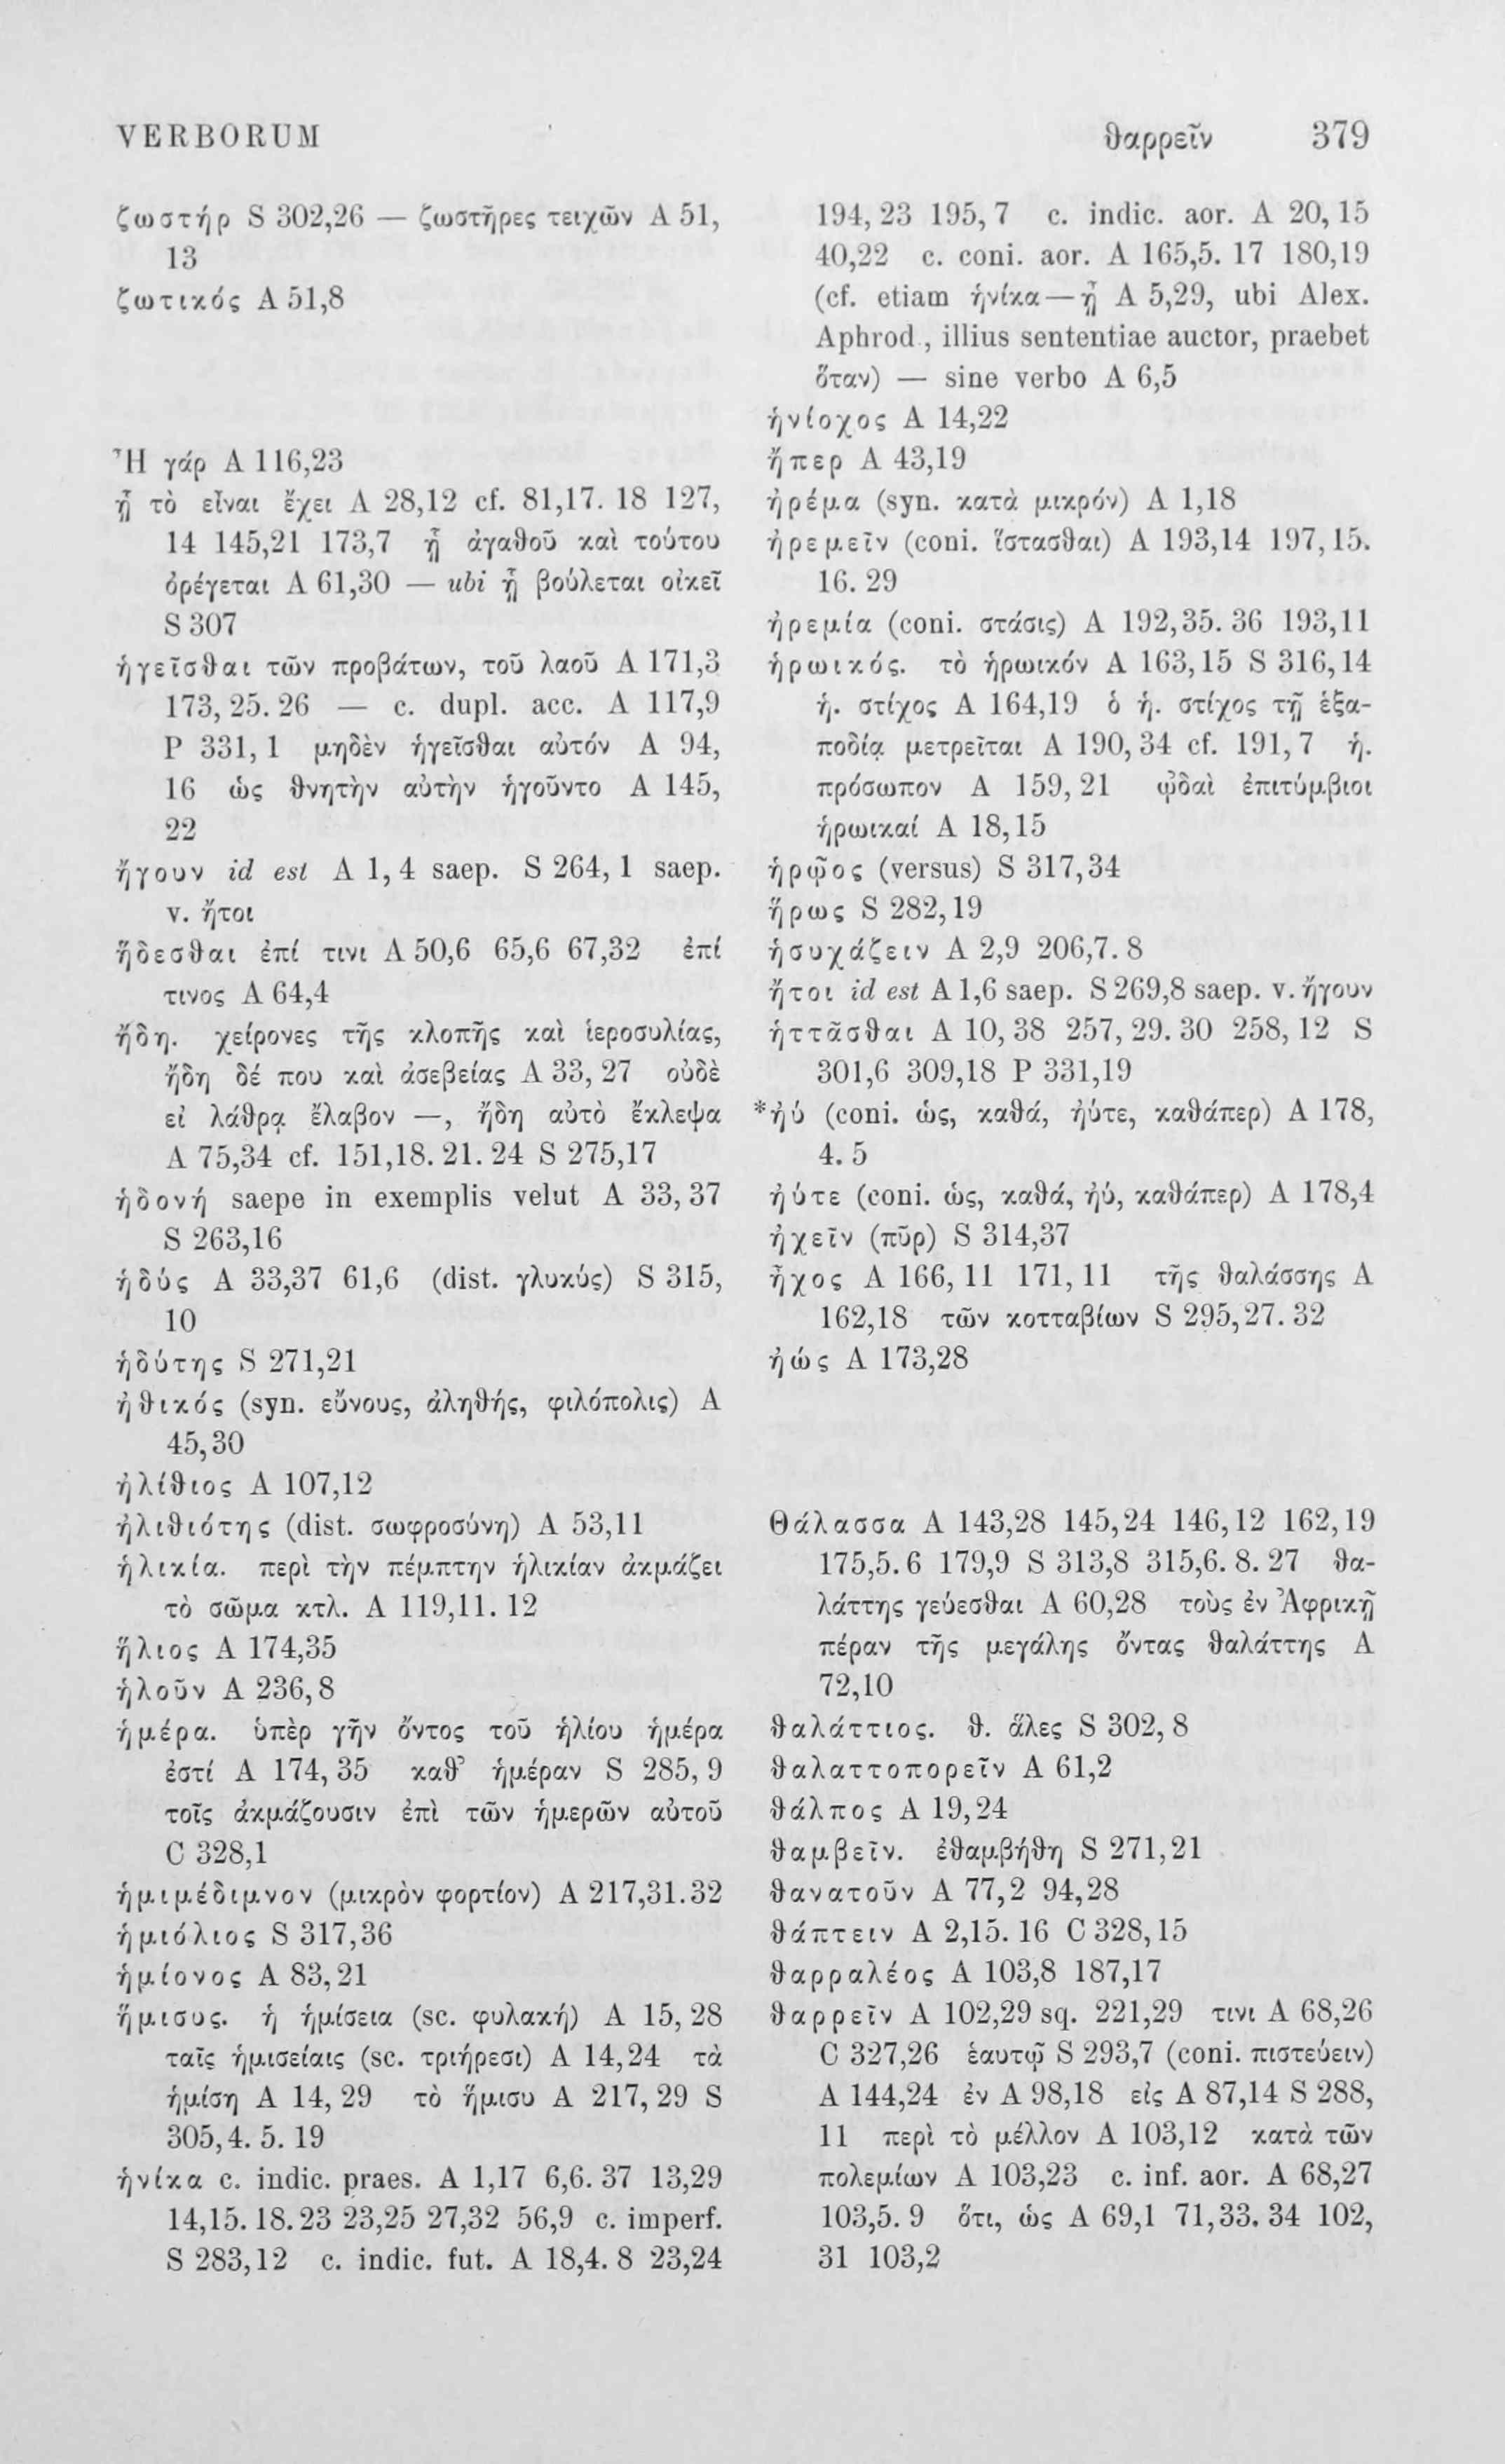 VERBORUM
ϑαρρεῖν 379
ζωστήρ S 302,26 — ζωστῆρες τειχῶν A 51,
13
ζωτικός A 51,8
Ἦ γάρ A 116,23
ᾗ τὸ εἶναι ἔχει A 28,12 cf. 81,17. 18 127,
14 145,21 173,7 ᾗ ἀγαϑοῦ καὶ τούτου
ὀρέγεται A 61,30 — ubi ᾗ βούλεται οἰκεῖ
S 307
ἡγεῖσϑαι τῶν προβάτων, τοῦ λαοῦ A 171,3
173,25. 26 — c. dupl. acc. A 117,9
P 331,1 μηδὲν ἡγεῖσϑαι αὐτόν A 94,
16 ὡς ϑνητὴν αὐτὴν ἡγοῦντο A 145,
22
ἤγουν id est A 1,4 saep. S 264,1 saep.
v. ἤτοι
ἥδεσϑαι ἐπί τινι A 50,6 65,6 67,32 ἐπί
τινος A 64,4
ἤδη. χείρονες τῆς κλοπῆς καὶ ἱεροσυλίας,
ἤδη δέ που καὶ ἀσεβείας A 33,27 οὐδὲ
εἰ λάϑρᾳ ἔλαβον —, ἤδη αὐτὸ ἔκλεψα
A 75,34 cf. 151,18. 21. 24 S 275,17
ἡδονή saepe in exemplis velut A 33,37
S 263,16
ἡδύς A 33,37 61,6 (dist. γλυκύς) S 315,
10
ἡδύτης S 271,21
ἠϑικός (syn. εὔνους, ἀληϑής, φιλόπολις) A
45,30
ἠλίϑιος A 107,12
ἠλιϑιότης (dist. σωφροσύνη) A 53,11
ἡλικία. περὶ τὴν πέμπτην ἡλικίαν ἀκμάζει
τὸ σῶμα κτλ. A 119,11. 12
ἥλιος A 174,35
ἡλοῦν A 236,8
ἡμέρα. ὑπὲρ γῆν ὄντος τοῦ ἡλίου ἡμέρα
ἐστί A 174,35 καϑ’ ἡμέραν S 285,9
τοῖς ἀκμάζουσιν ἐπὶ τῶν ἡμερῶν αὐτοῦ
C 328,1
ἡμιμέδιμνον (μικρὸν φορτίον) A 217,31.32
ἡμιόλιος S 317,36
ἡμίονος A 83,21
ἥμισυς. ἡ ἡμίσεια (sc. φυλακή) A 15,28
ταῖς ἡμισείαις (sc. τριήρεσι) A 14,24 τὰ
ἡμίση A 14,29 τὸ ἥμισυ A 217,29 S
305,4. 5. 19
ἡνίκα c. indic. praes. A 1,17 6,6. 37 13,29
14,15. 18. 23 23,25 27,32 56,9 c. imperf.
S 283,12 c. indic. fut. A 18,4. 8 23,24
194,23 195,7 c. indic. aor. A 20,15
40,22 c. coni. aor. A 165,5. 17 180,19
(cf. etiam ἡνίκα—ᾖ A 5,29, ubi Alex.
Aphrod., illius sententiae auctor, praebet
ὅταν) — sine verbo A 6,5
ἡνίοχος A 14,22
ἤπερ A 43,19
ἠρέμα (syn. κατὰ μικρόν) A 1,18
ἠρεμεῖν (coni. ἵστασϑαι) A 193,14 197,15.
16. 29
ἠρεμία (coni. στάσις) A 192,35. 36 193,11
ἡρωικός. τὸ ἡρωικόν A 163,15 S 316,14
ἡ. στίχος A 164,19 ὁ ἡ. στίχος τῇ ἑξα-
ποδίᾳ μετρεῖται A 190,34 cf. 191,7 ἡ.
πρόσωπον A 159,21 ᾠδαὶ ἐπιτύμβιοι
ἡρωικαί A 18,15
ἡρῷος (versus) S 317,34
ἥρως S 282,19
ἡσυχάζειν A 2,9 206,7. 8
ἤτοι id est A 1,6 saep. S 269,8 saep. v. ἤγουν
ἡττᾶσϑαι A 10,38 257,29. 30 258,12 S
301,6 309,18 P 331,19
*ἠύ (coni. ὡς, καϑά, ἠύτε, καϑάπερ) A 178,
4. 5
ἠύτε (coni. ὡς, καϑά, ἠύ, καϑάπερ) A 178,4
ἠχεῖν (πῦρ) S 314,37
ἦχος A 166,11 171,11 τῆς ϑαλάσσης A
162,18 τῶν κοτταβίων S 295,27. 32
ἠώς A 173,28
Θάλασσα A 143,28 145,24 146,12 162,19
175,5. 6 179,9 S 313,8 315,6. 8. 27 ϑα-
λάττης γεύεσϑαι A 60,28 τοὺς ἐν Ἀφρικῇ
πέραν τῆς μεγάλης ὄντας ϑαλάττης A
72,10
ϑαλάττιος. ϑ. ἅλες S 302,8
ϑαλαττοπορεῖν A 61,2
ϑάλπος A 19,24
ϑαμβεῖν. ἐϑαμβήϑη S 271,21
ϑανατοῦν A 77,2 94,28
ϑάπτειν A 2,15. 16 C 328,15
ϑαρραλέος A 103,8 187,17
ϑαρρεῖν A 102,29 sq. 221,29 τινι A 68,26
C 327,26 ἑαυτῷ S 293,7 (coni. πιστεύειν)
A 144,24 ἐν A 98,18 εἰς A 87,14 S 288,
11 περὶ τὸ μέλλον A 103,12 κατὰ τῶν
πολεμίων A 103,23 c. inf. aor. A 68,27
103,5. 9 ὅτι, ὡς A 69,1 71,33. 34 102,
31 103,2